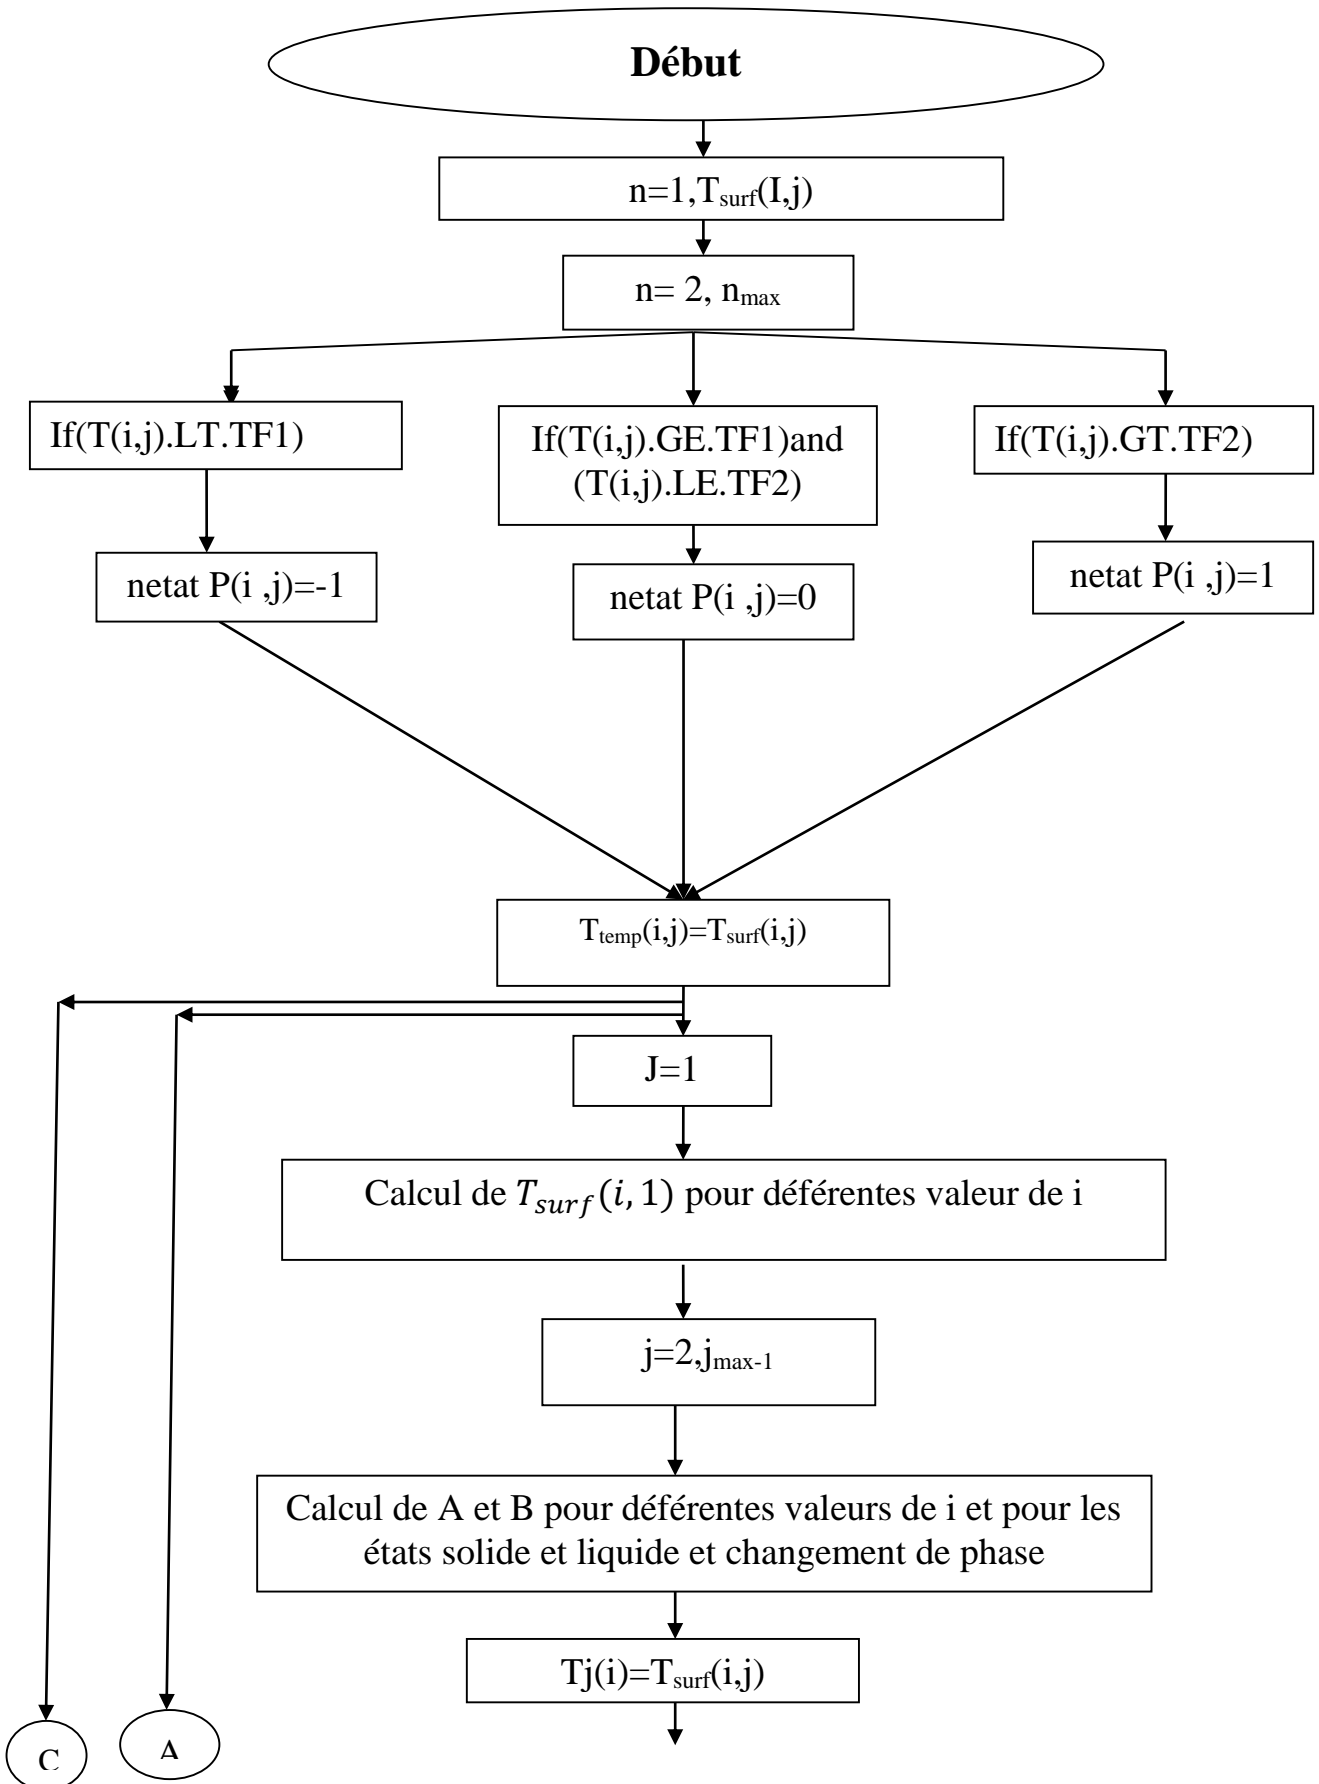 Début
n=1,Tsurf(I,j)
n= 2, nmax
If(T(i,j).LT.TF1)
If(T(i,j).GE.TF1)and
(T(i,j).LE.TF2)
If(T(i,j).GT.TF2)
netat P(i ,j)=-1
netat P(i ,j)=0
netat P(i ,j)=1
Ttemp(i,j)=Tsurf(i,j)
J=1
Calcul de Tsurf(i, 1) pour déférentes valeur de i
j=2,jmax-1
Calcul de A et B pour déférentes valeurs de i et pour les
états solide et liquide et changement de phase
Tj(i)=Tsurf(i,j)
C
A